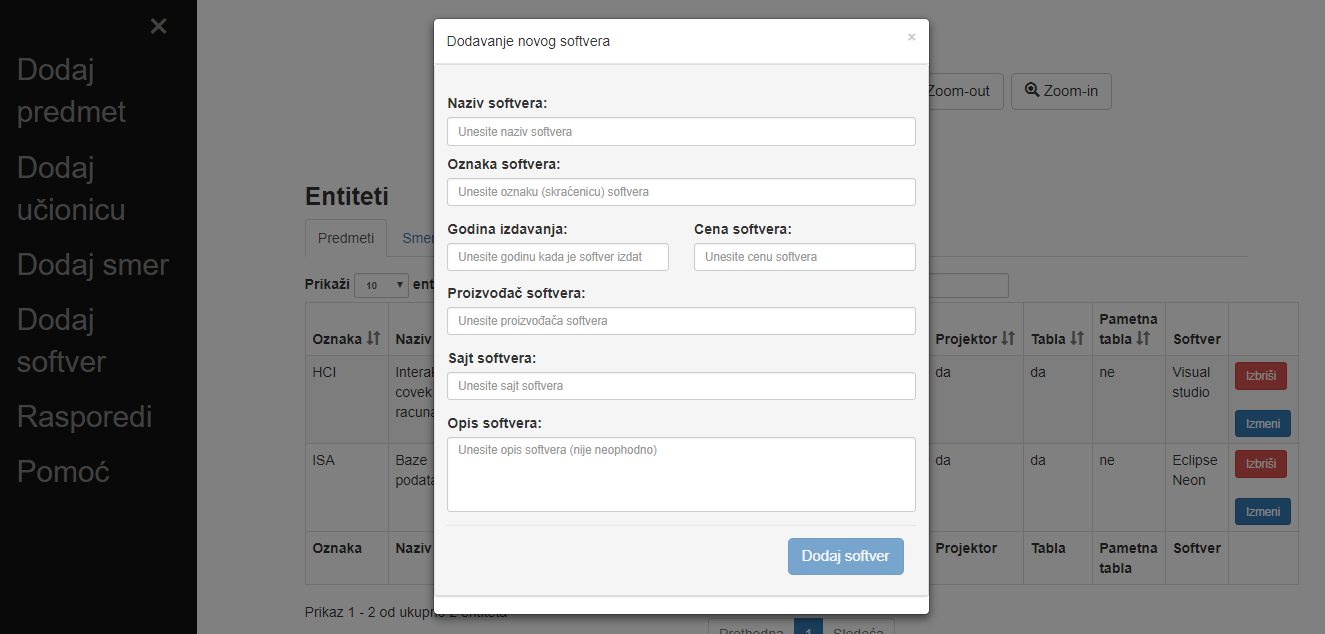 ×
Dodaj
predmet
Dodaj
učionicu
Dodaj smer
Dodaj
softver
Rasporedi
Pomoć
Dodavanje novog softvera
×
Naziv softvera:
Unesite naziv softvera
Oznaka softvera:
Unesite oznaku (skraćenicu) softvera
Godina izdavanja: Cena softvera:
Unesite godinu kada je softver izdat Unesite cenu softvera
Proizvođač softvera:
Unesite proizvođača softvera
Sajt softvera:
Unesite sajt softvera
Opis softvera:
Unesite opis softvera (nije neophodno)
Dodaj softver
Zoom-out Zoom-in
Entiteti
Predmeti Smer
Prikaži 10 ent
Oznaka Naziv Projektor Tabla Pametna tabla Softver
HCI da da ne Visual
covek studio
Izbriši
Izmeni
ISA Baze da da ne Eclipse
Neon
Izbriši
Izmeni
Oznaka Naziv Projektor Tabla Pametna Softver
tabla
Prikaz 1 - 2 od ukupno 2 entiteta
Prethodna 1 Sledeća